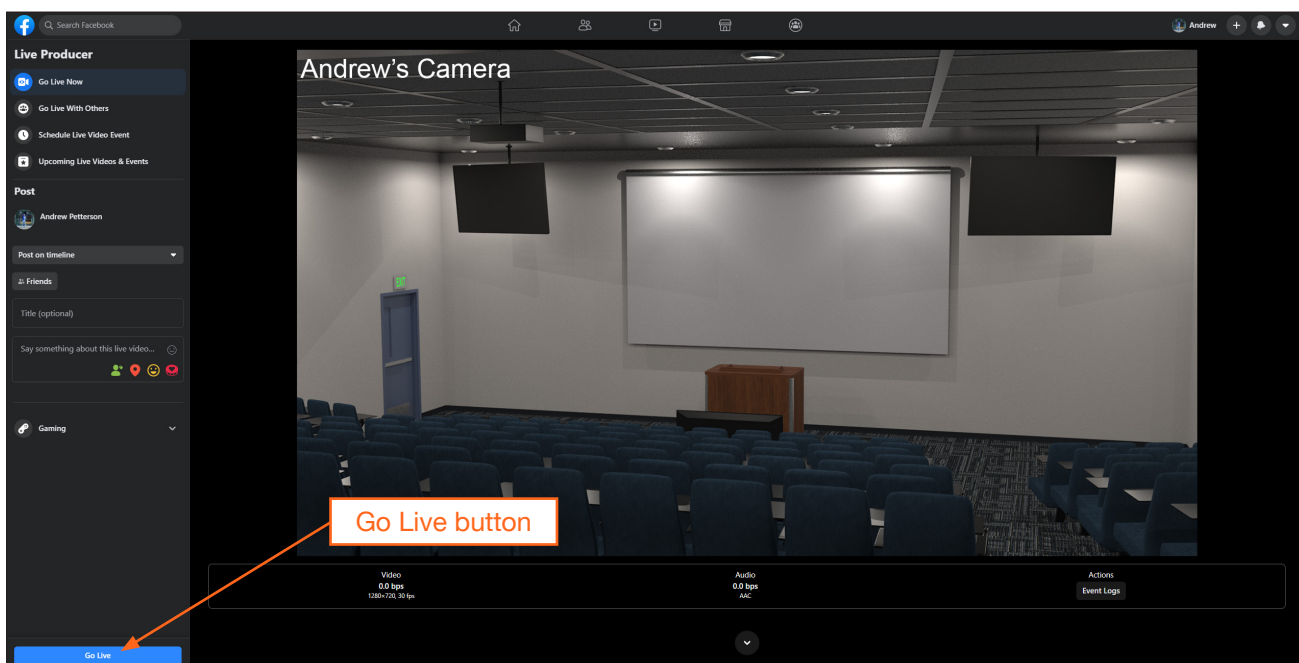 Search Facebook
Andrew
Live Producer
Go Live Now
Go Live With Others
Schedule Live Video Event
Upcoming Live Videos & Events
Post
Andrew Petterson
Post on timeline
Friends
Title (optional)
Say something about this live video...
Gaming
Go Live
Andrew's Camera
EXIT
Go Live button
Video
0.0 bps
1280×720, 30 fps
Audio
0.0 bps
AAC
Actions
Event Logs